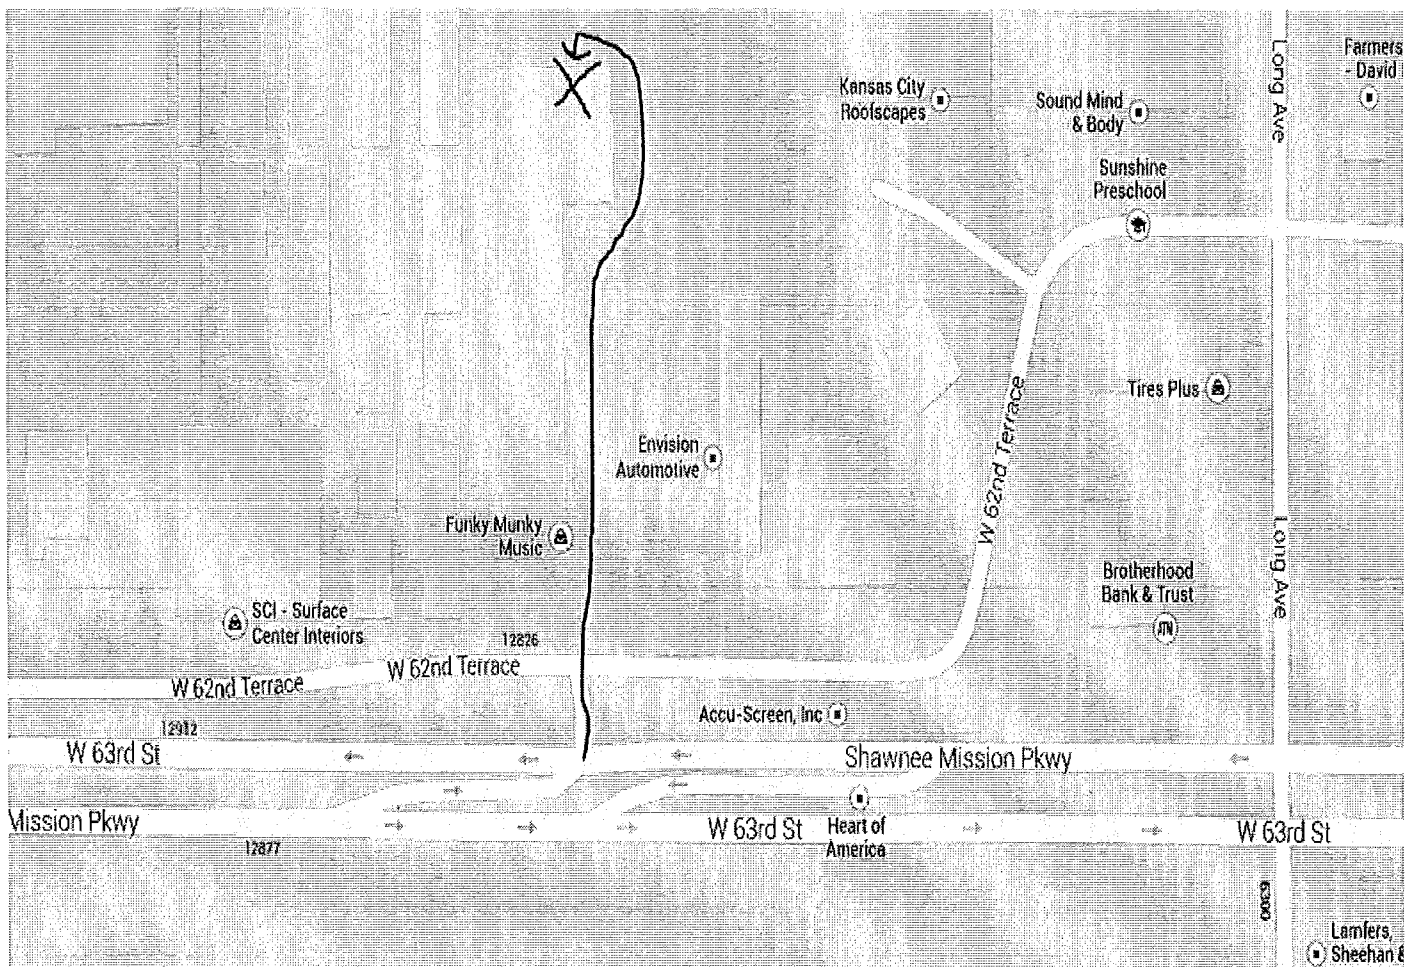 Long Ave
Farmers
- David
Kansas City
Roofscapes
Sound Mind
& Body
Sunshine
Preschool
W 62nd Terrace
Tires Plus
Envision
Automotive
Funky Munky
Music
Long Ave
Brotherhood
Bank & Trust
ATM
SCI - Surface
Center Interiors
12826
W 62nd Terrace
W 62nd Terrace
Accu-Screen, Inc
12912
W 63rd St
Shawnee Mission Pkwy
Mission Pkwy
W 63rd St
Heart of
America
W 63rd St
12877
6300
Lamfers,
Sheehan &